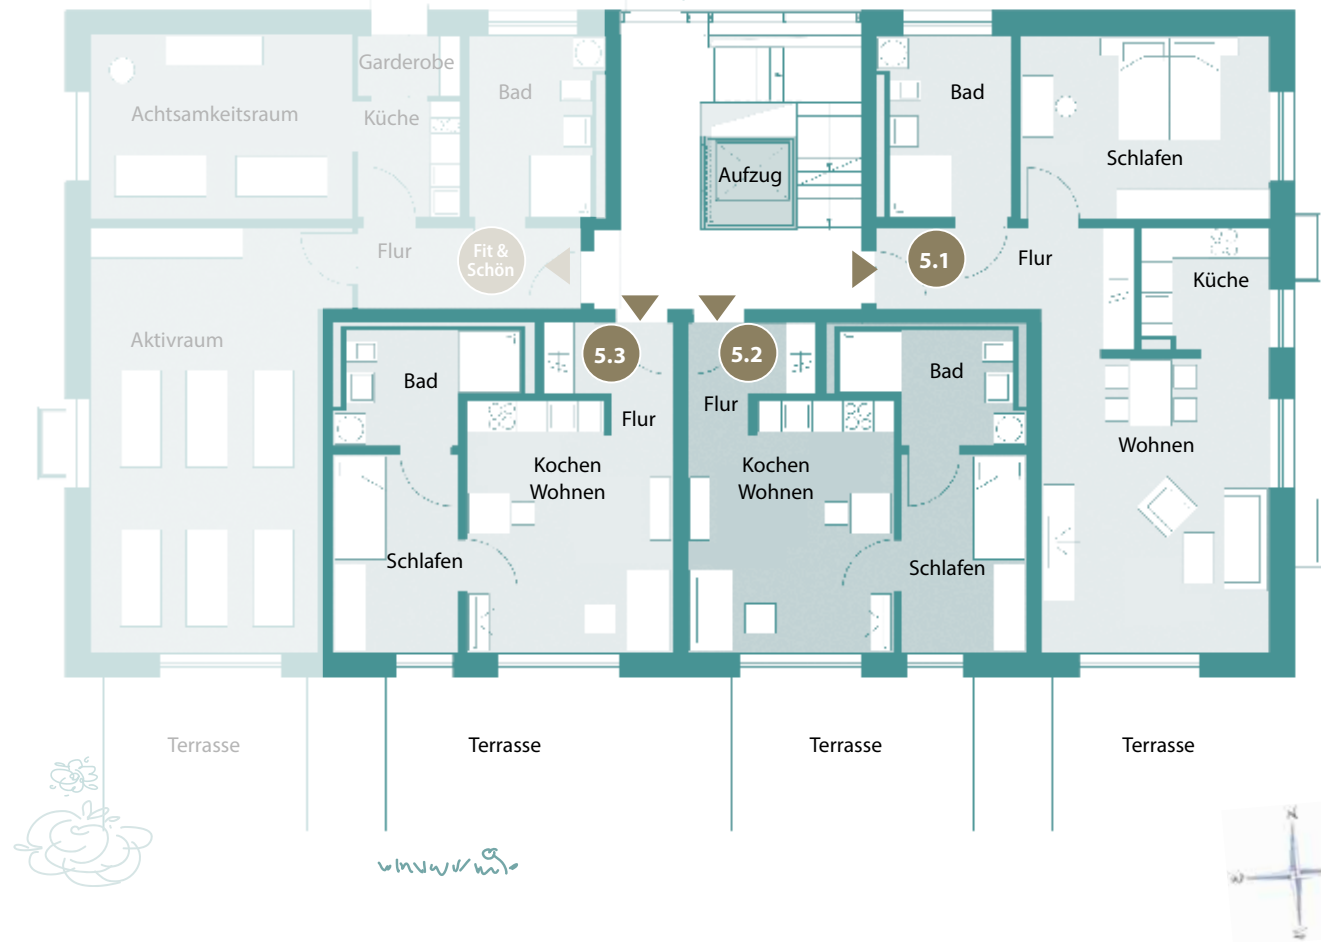 Garderobe
Bad
Achtsamkeitsraum
Küche
Flur
Fit &
Schön
Aktivraum
Aufzug
Bad
Schlafen
5.1
Flur
Küche
Wohnen
5.3
Bad
Flur
Kochen
Wohnen
Schlafen
5.2
Flur
Bad
Kochen
Wohnen
Schlafen
Terrasse
Terrasse
Terrasse
Terrasse
N
W